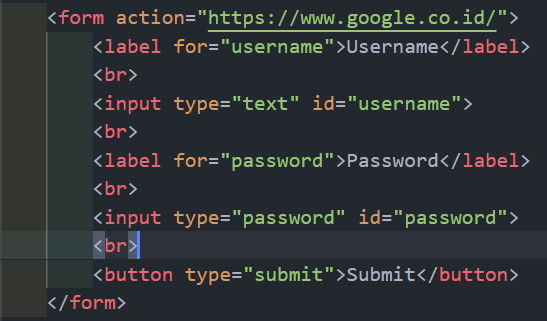 <form action="https://www.google.co.id/">
<label for="username">Username</label>
<br>
<input type="text" id="username">
<br>
<label for="password">Password</label>
<br>
<input type="password" id="password">
<br>
<button type="submit">Submit</button>
</form>